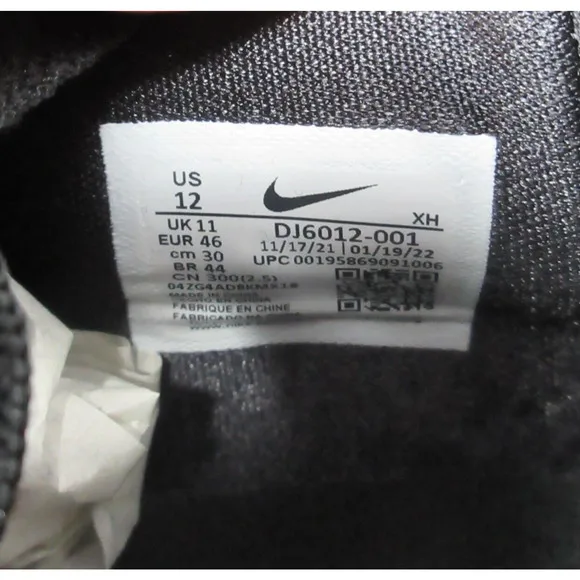 US
12
XH
UK 11
DJ6012-001
EUR 46
11/17/21 | 01/19/22
cm 30
UPC 00195869091006
BR 44
CN 300(2.5)
MADE IN CHINA
FABRIQUE EN CHINE